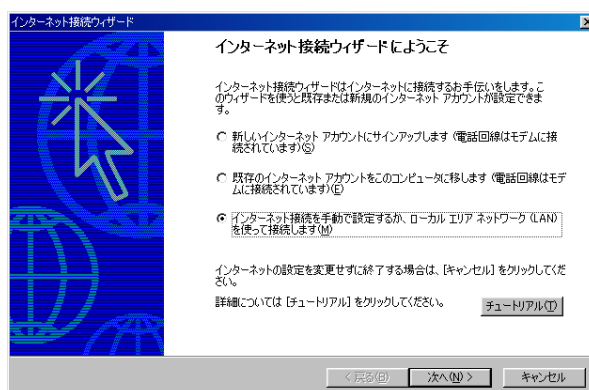 インターネット接続ウィザード
インターネット接続ウィザードにようこそ
インターネット接続ウィザードはインターネットに接続するお手伝いをします。こ
のウィザードを使うと既存または新規のインターネット アカウントが設定できま
す。
新しいインターネット アカウントにサインアップします (電話回線はモデムに接
続されています)(S)
既存のインターネット アカウントをこのコンピュータに移します (電話回線はモデ
ムに接続されています)(E)
インターネット接続を手動で設定するか、ローカル エリア ネットワーク (LAN)
を使って接続します(M)
インターネットの設定を変更せずに終了する場合は、[キャンセル] をクリックしてくだ
さい。
詳細については [チュートリアル] をクリックしてください。
チュートリアル(T)
< 戻る(B)
次へ(N) >
キャンセル